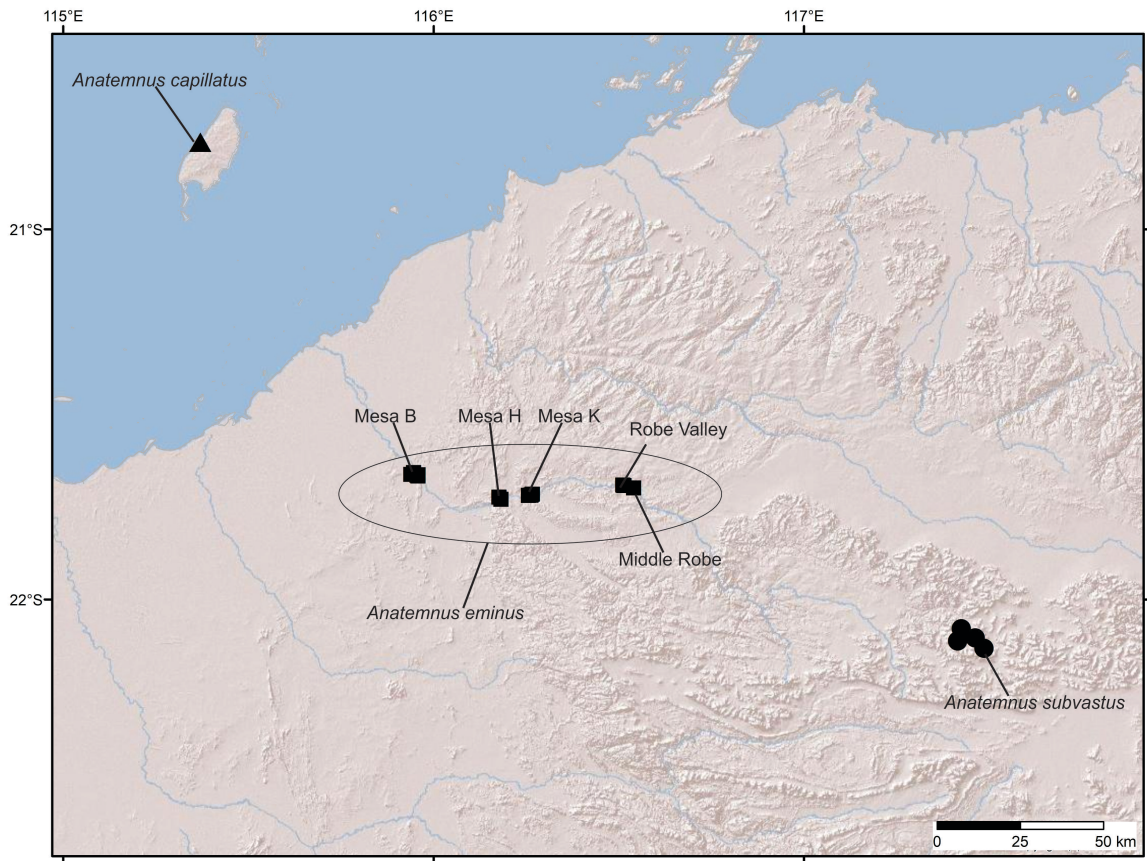 115°E
116°E
117°E
Anatemnus capillatus
21°S
Mesa B
Mesa H
Mesa K
Robe Valley
Middle Robe
22°S
Anatemnus eminus
Anatemnus subvastus
0 25 50 km